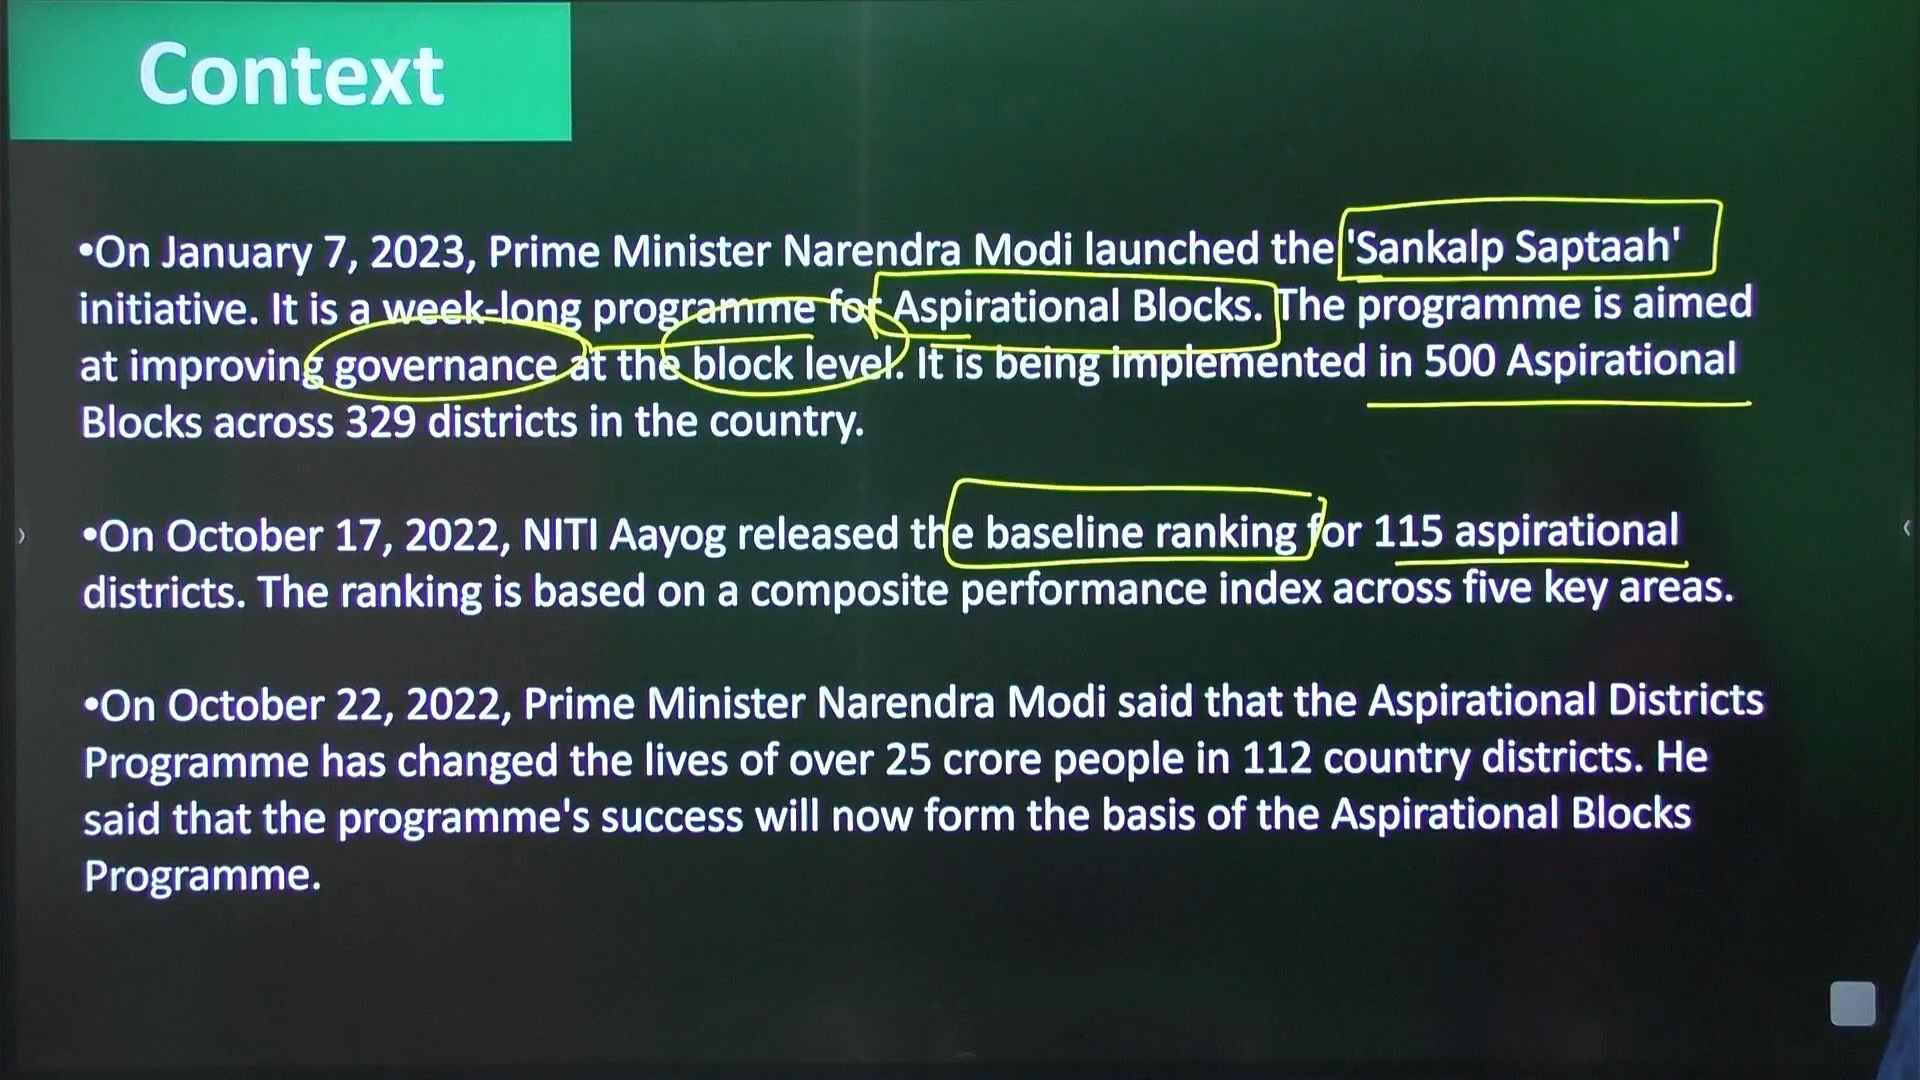 Context
•On January 7, 2023, Prime Minister Narendra Modi launched the 'Sankalp Saptaah'
initiative. It is a week-long programme for Aspirational Blocks. The programme is aimed
at improving governance at the block level. It is being implemented in 500 Aspirational
Blocks across 329 districts in the country.
•On October 17, 2022, NITI Aayog released the baseline ranking for 115 aspirational
districts. The ranking is based on a composite performance index across five key areas.
•On October 22, 2022, Prime Minister Narendra Modi said that the Aspirational Districts
Programme has changed the lives of over 25 crore people in 112 country districts. He
said that the programme's success will now form the basis of the Aspirational Blocks
Programme.